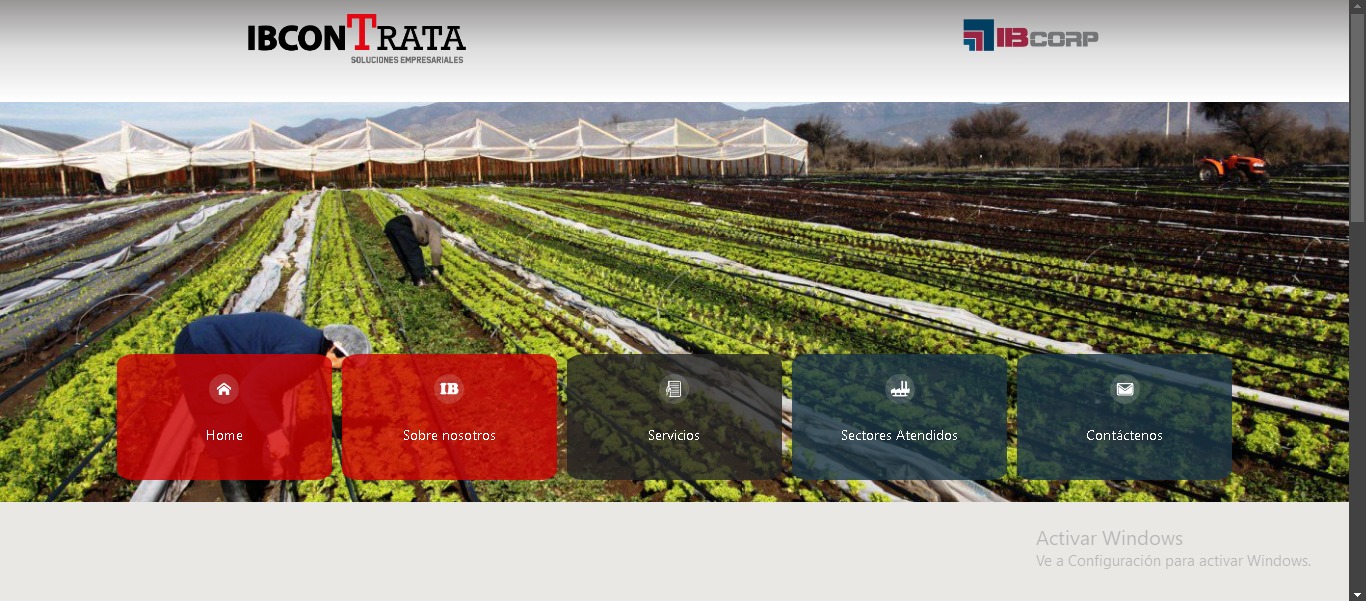 IBCONTRATA
SOLUCIONES EMPRESARIALES
IBCORP
Home
IB
Sobre nosotros
Servicios
Sectores Atendidos
Contáctenos
Activar Windows
Ve a Configuración para activar Windows.